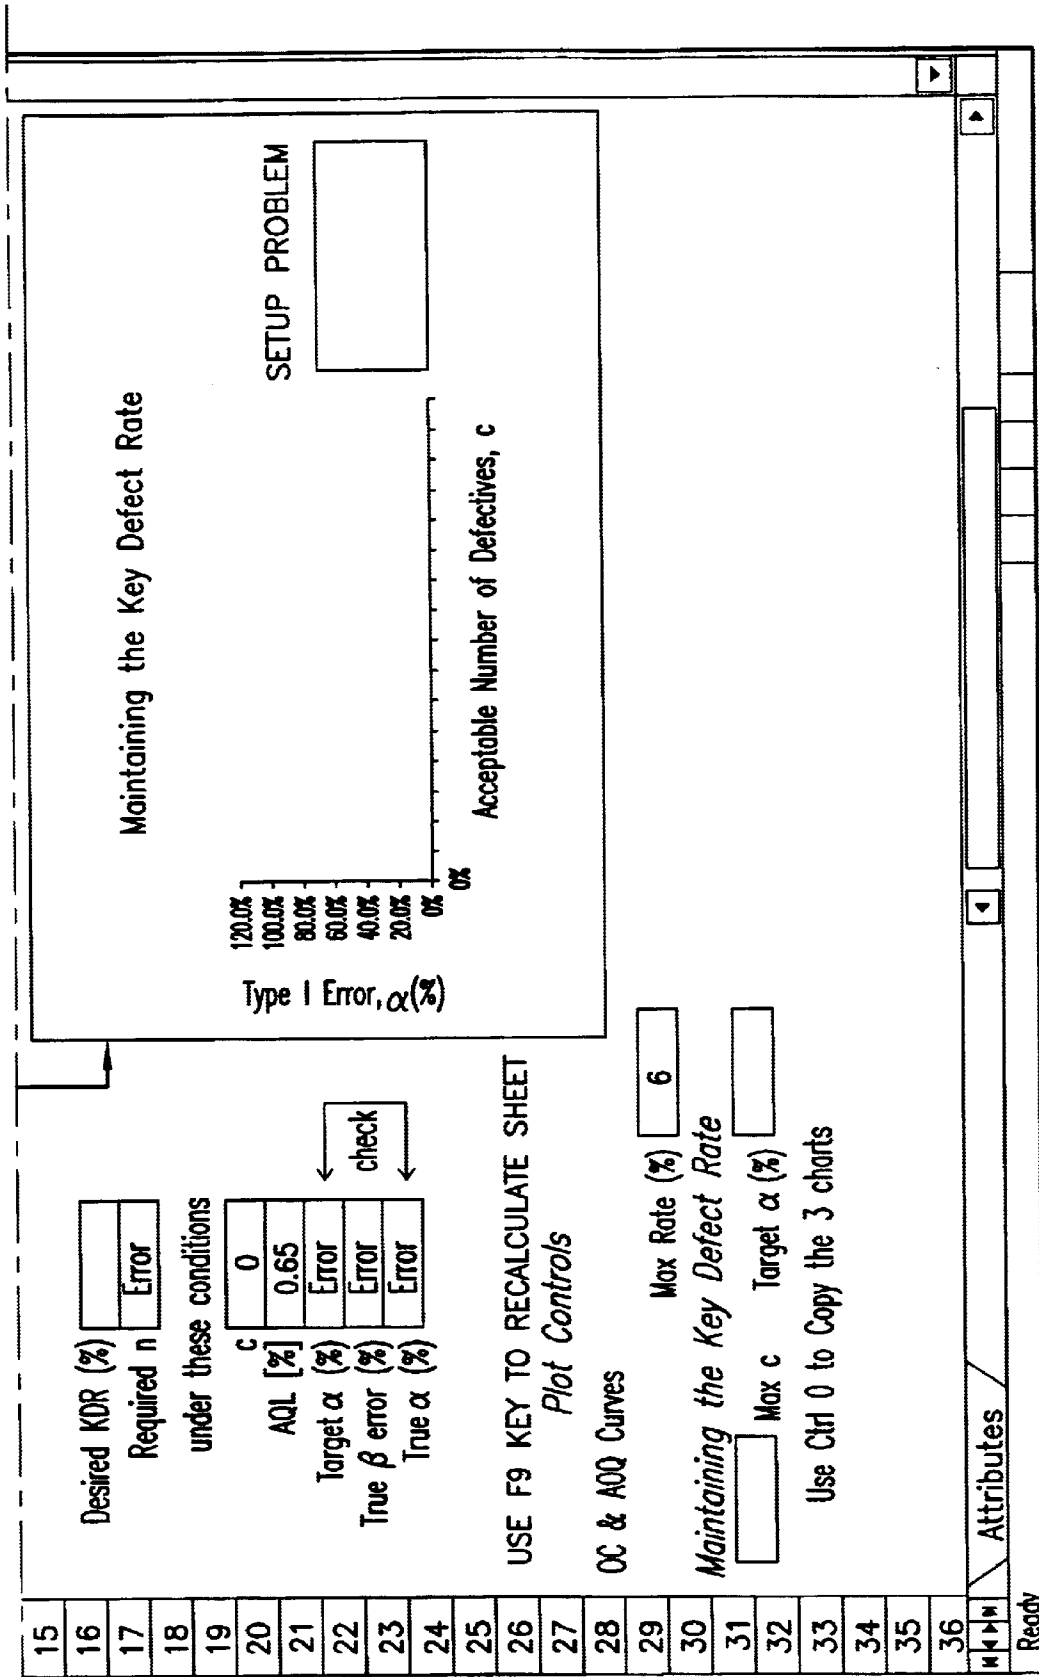 15
16
17
18
19
20
21
22
23
24
25
26
27
28
29
30
31
32
33
34
35
36
Desired KDR (%)
Required n Error
under these conditions
c 0
AQL [%] 0.65
Target α (%) Error
True β error (%) Error
True α (%) Error
check
USE F9 KEY TO RECALCULATE SHEET
Plot Controls
OC & AOQ Curves
Max Rate (%) 6
Maintaining the Key Defect Rate
Max c Target α (%)
Use Ctrl O to Copy the 3 charts
Maintaining the Key Defect Rate
SETUP PROBLEM
Type I Error, α(%)
120.0%
100.0%
80.0%
60.0%
40.0%
20.0%
0%
0%
Acceptable Number of Defectives, c
Attributes
Ready